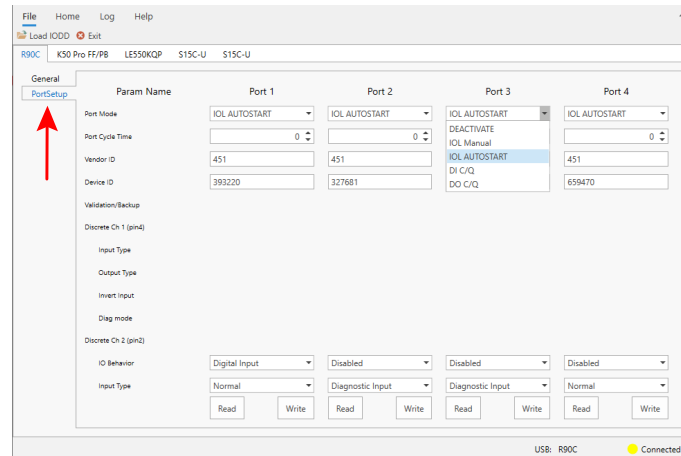 File Home Log Help
Load IODD Exit
R90C K50 Pro FF/PB LE550KQP S15C-U S15C-U
General
PortSetup
Param Name Port 1 Port 2 Port 3 Port 4
Port Mode IOL AUTOSTART IOL AUTOSTART IOL AUTOSTART IOL AUTOSTART
DEACTIVATE
IOL Manual
IOL AUTOSTART
DI C/Q
DO C/Q
Port Cycle Time 0 0 0
Vendor ID 451 451 451
Device ID 393220 327681 659470
Validation/Backup
Discrete Ch 1 (pin4)
Input Type
Output Type
Invert Input
Diag mode
Discrete Ch 2 (pin2)
IO Behavior Digital Input Disabled Disabled Disabled
Input Type Normal Diagnostic Input Diagnostic Input Normal
Read Write Read Write Read Write Read Write
USB: R90C Connected